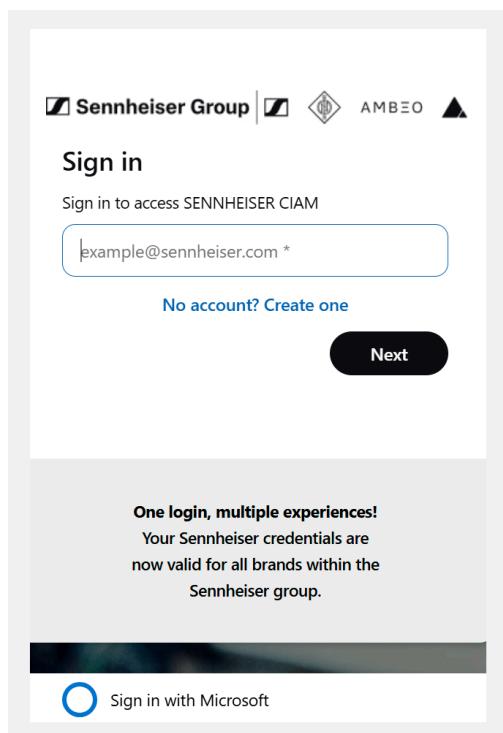 Sennheiser Group AMBEO
Sign in
Sign in to access SENNHEISER CIAM
example@sennheiser.com *
No account? Create one
Next
One login, multiple experiences!
Your Sennheiser credentials are
now valid for all brands within the
Sennheiser group.
Sign in with Microsoft